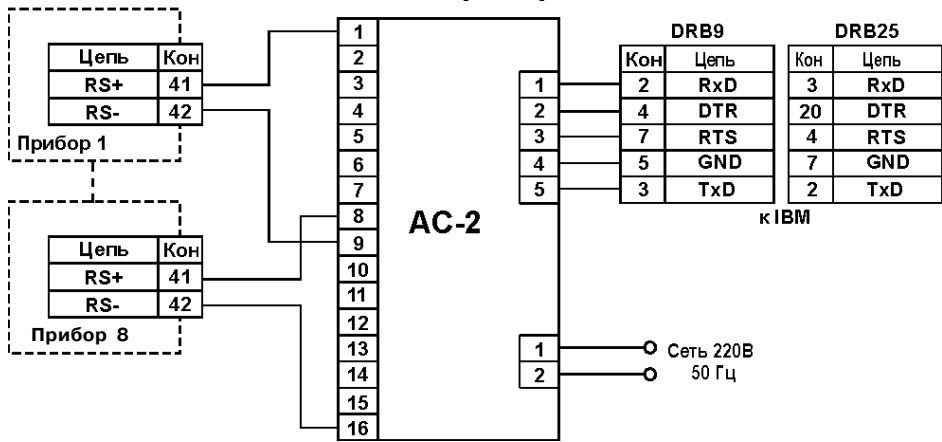 Цепь Кон
RS+ 41
RS- 42
Прибор 1
Цепь Кон
RS+ 41
RS- 42
Прибор 8
1
2
3
4
5
6
7
8
9
10
11
12
13
14
15
16
АС-2
1
2
3
4
5
1
2
DRB9
Кон Цепь
2 RxD
4 DTR
7 RTS
5 GND
3 TxD
DRB25
Кон Цепь
3 RxD
20 DTR
4 RTS
7 GND
2 TxD
к IBM
Сеть 220В
50 Гц